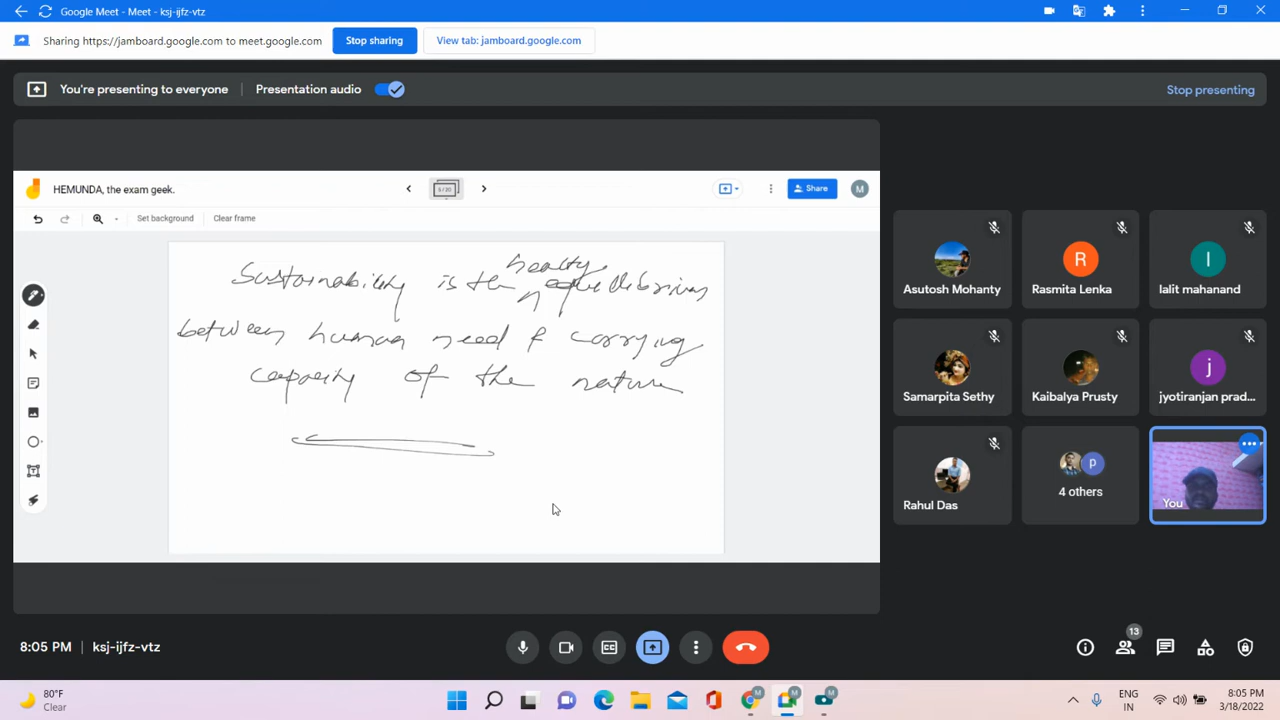 Google Meet - Meet - ksj-ijfz-vtz
Sharing https://jamboard.google.com to meet.google.com Stop sharing View tab: jamboard.google.com
You're presenting to everyone Presentation audio Stop presenting
HEMUNDA, the exam geek. 5 / 20 Share M
Set background Clear frame
healty
Sustainability is the equilibrium
between human need & carrying
capacity of the nature
Asutosh Mohanty
R
Rasmita Lenka
l
lalit mahanand
Samarpita Sethy
Kaibalya Prusty
j
jyotiranjan prad...
Rahul Das
p
4 others
You
8:05 PM ksj-ijfz-vtz
13
80°F
Clear
ENG
IN
8:05 PM
3/18/2022